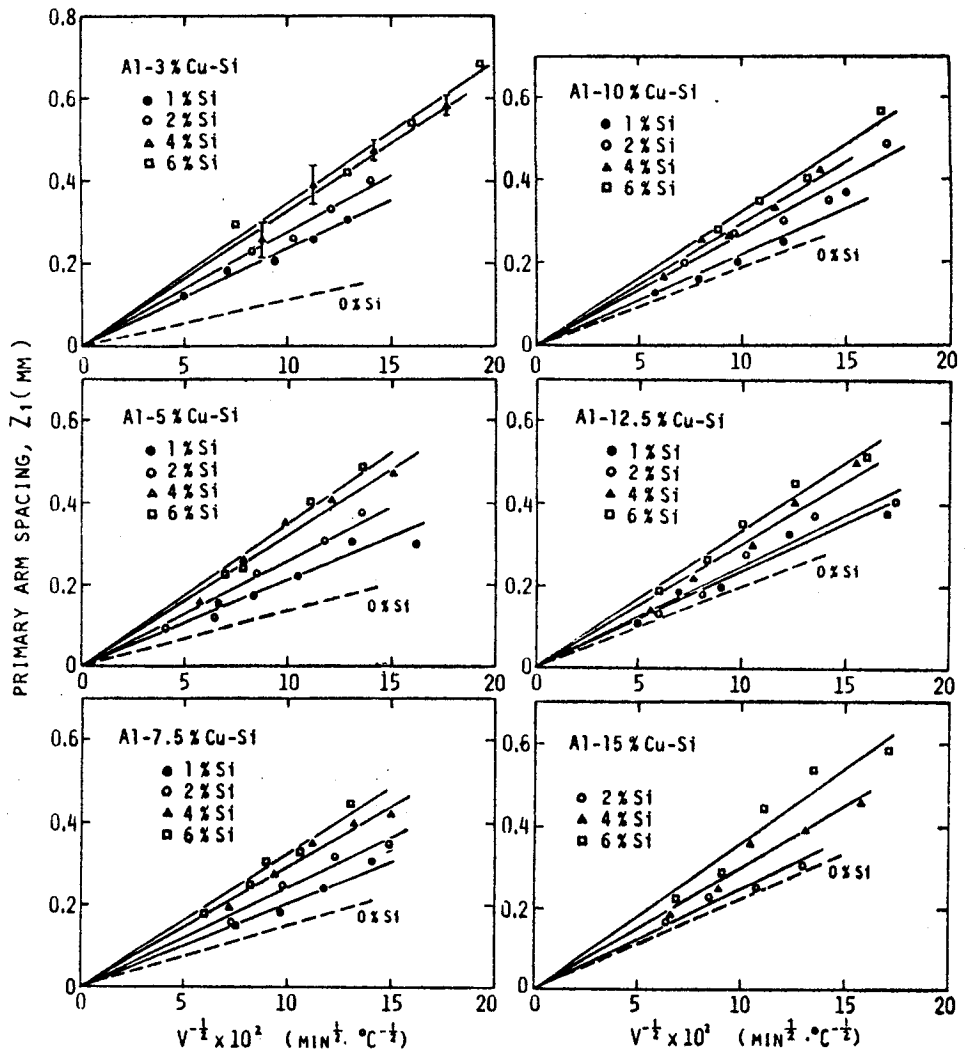 PRIMARY ARM SPACING, Z₁(MM)
Al-3%Cu-Si
● 1%Si
○ 2%Si
▲ 4%Si
□ 6%Si
0%Si
0.8
0.6
0.4
0.2
0
0 5 10 15 20
Al-10%Cu-Si
● 1%Si
○ 2%Si
▲ 4%Si
□ 6%Si
0%Si
0.6
0.4
0.2
0
0 5 10 15 20
Al-5%Cu-Si
● 1%Si
○ 2%Si
▲ 4%Si
□ 6%Si
0%Si
0.6
0.4
0.2
0
0 5 10 15 20
Al-12.5%Cu-Si
● 1%Si
○ 2%Si
▲ 4%Si
□ 6%Si
0%Si
0.6
0.4
0.2
0
0 5 10 15 20
Al-7.5%Cu-Si
● 1%Si
○ 2%Si
▲ 4%Si
□ 6%Si
0%Si
0.6
0.4
0.2
0
0 5 10 15 20
V^-½ x10² (MIN^½·°C^-½)
Al-15%Cu-Si
○ 2%Si
▲ 4%Si
□ 6%Si
0%Si
0.6
0.4
0.2
0
0 5 10 15 20
V^-½ x10² (MIN^½·°C^-½)